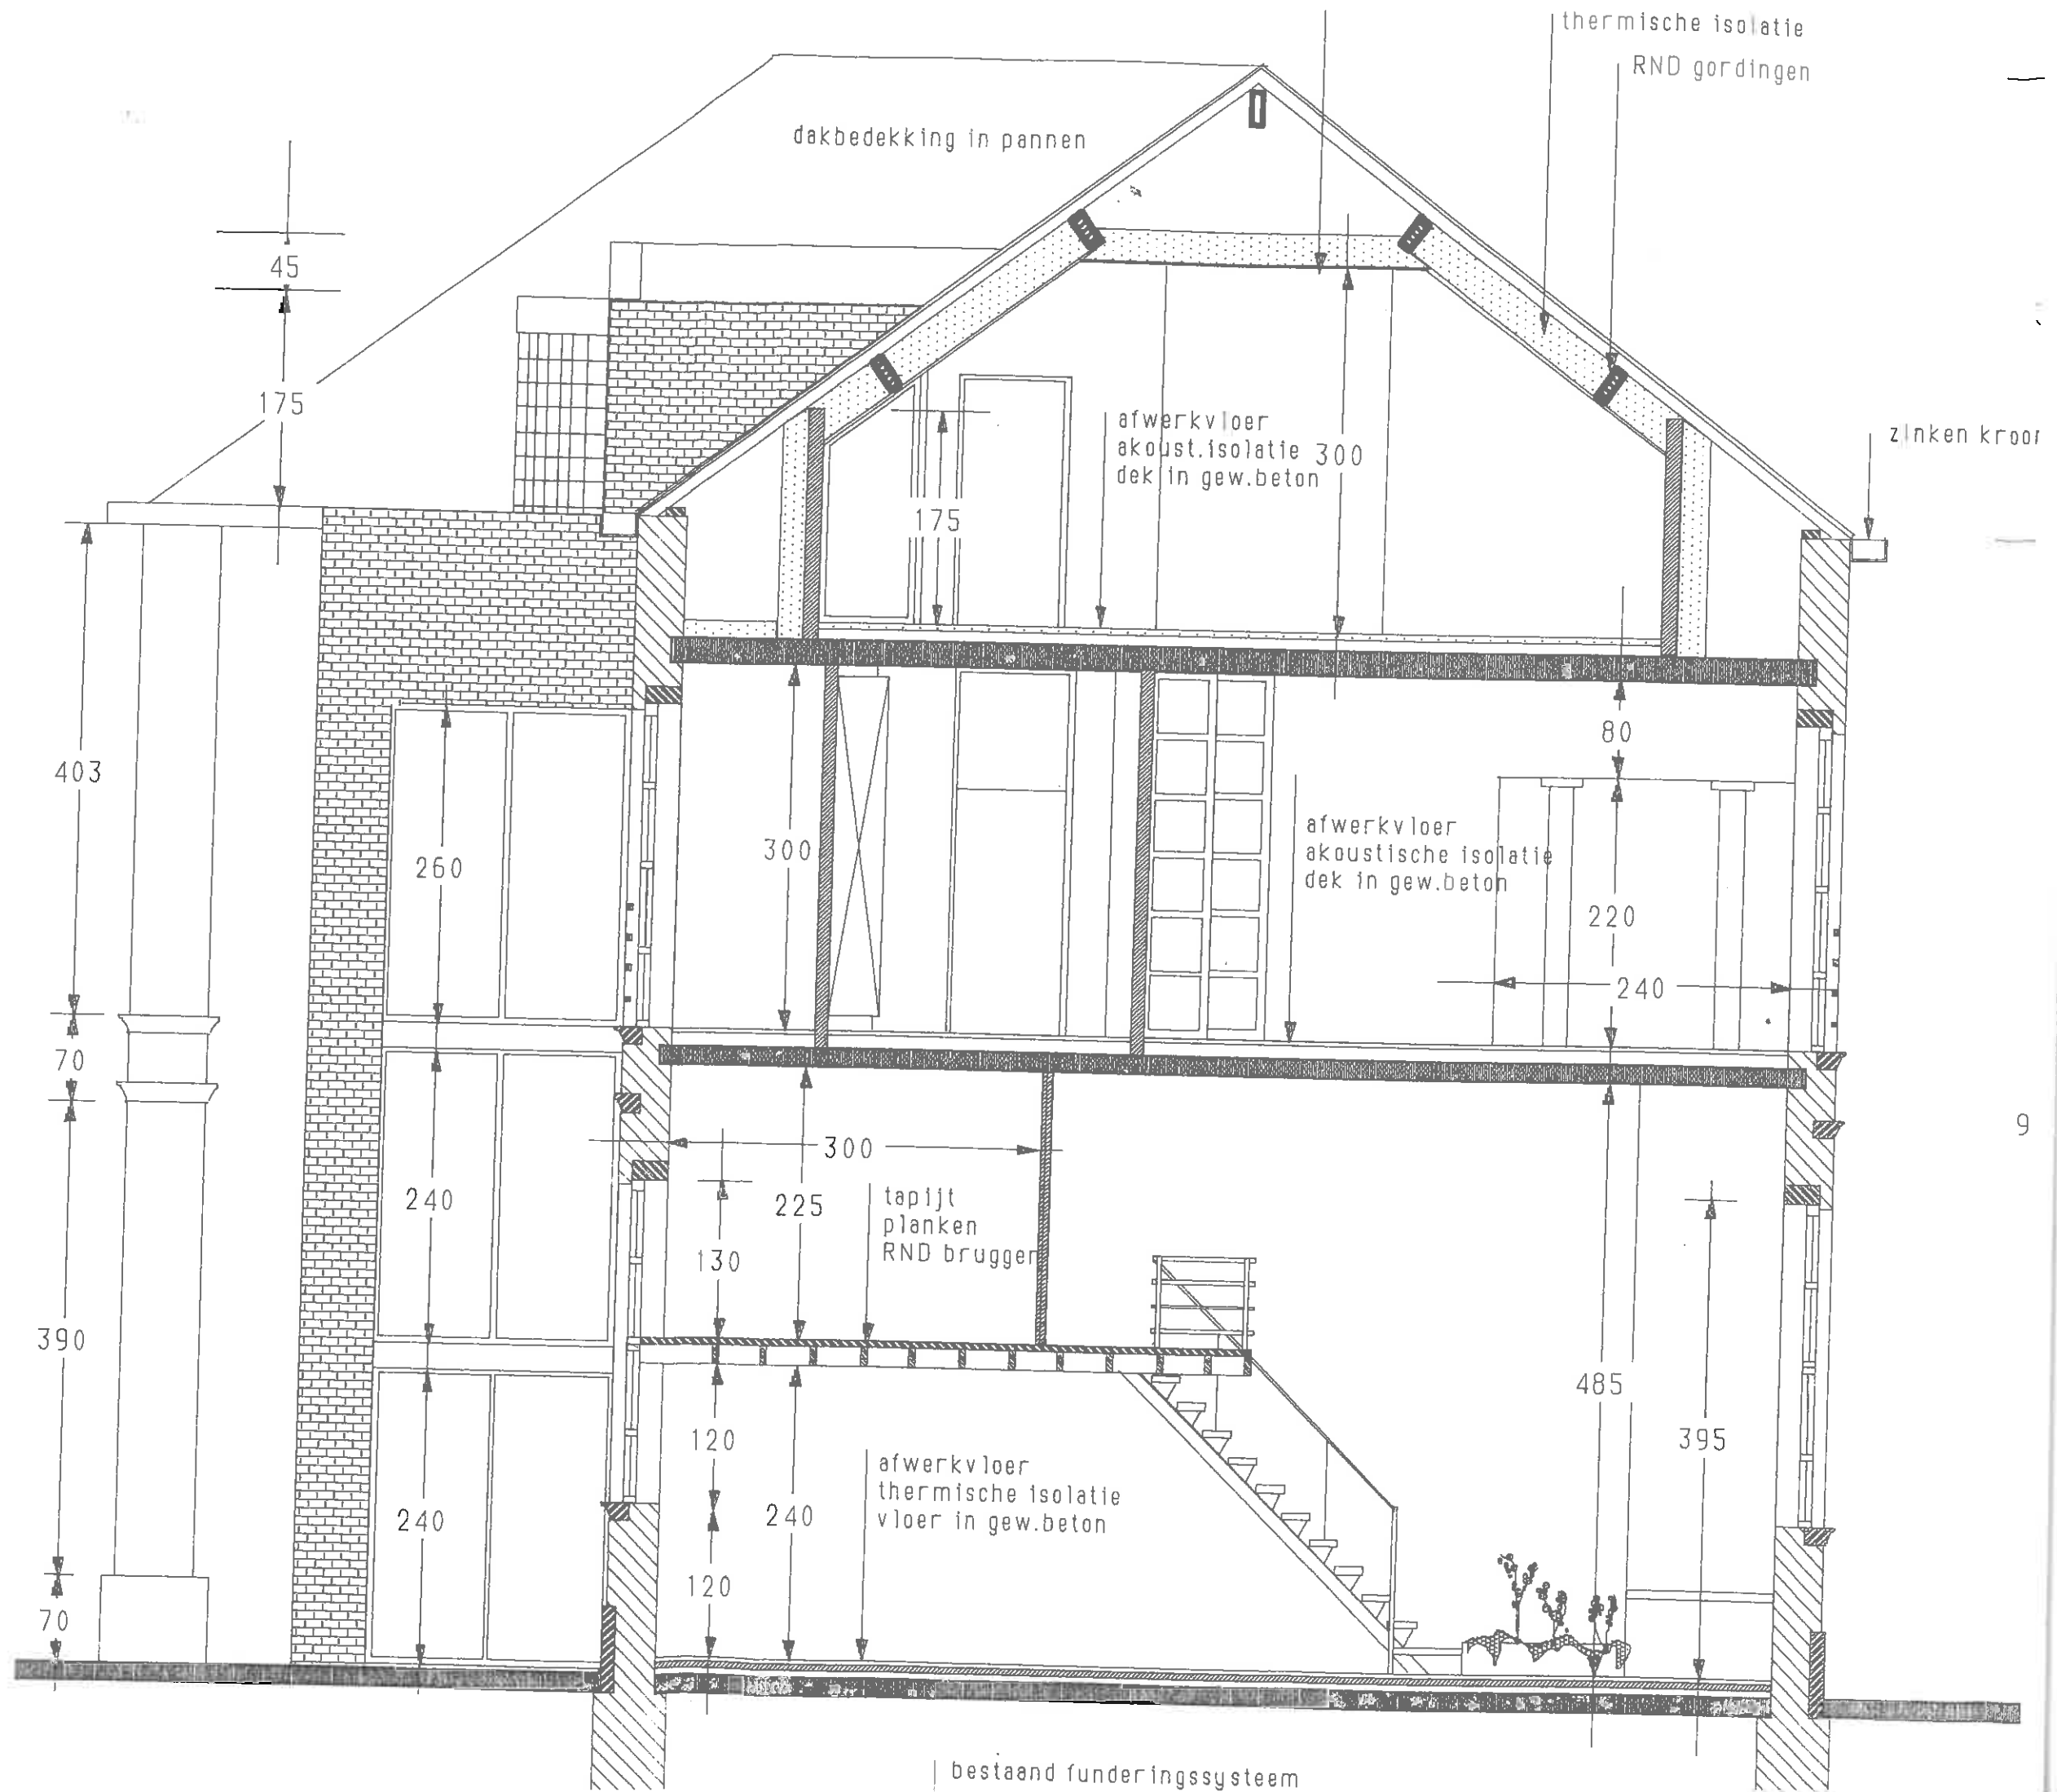 thermische isolatie
RND gordingen
dakbedekking in pannen
45
175
zinken kroon
afwerkvloer
akoust.isolatie 300
dek in gew.beton
175
403
260
300
80
afwerkvloer
akoustische isolatie
dek in gew.beton
220
240
70
9
300
240
225
tapijt
planken
RND brugger
130
390
485
395
120
240
240
afwerkvloer
thermische isolatie
vloer in gew.beton
120
70
bestaand funderingssysteem